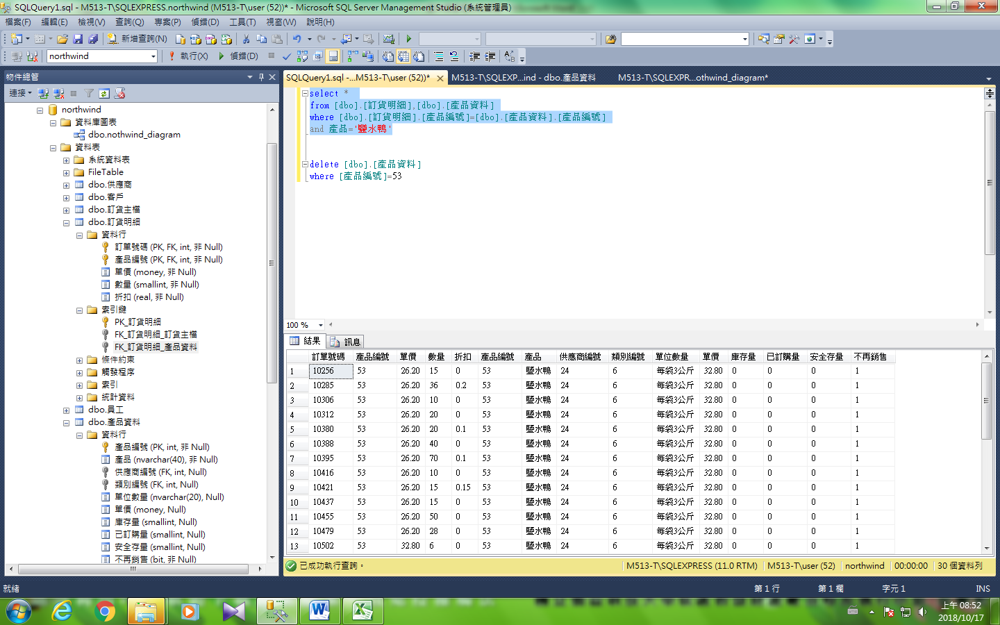 SQLQuery1.sql - M513-T\SQLEXPRESS.northwind (M513-T\user (52))* - Microsoft SQL Server Management Studio (系統管理員)
檔案(F) 編輯(E) 檢視(V) 查詢(Q) 專案(P) 偵錯(D) 工具(T) 視窗(W) 說明(H)
新增查詢(N)
northwind 執行(X) 偵錯(D)
物件總管
連接
northwind
資料庫圖表
dbo.nothwind_diagram
資料表
系統資料表
FileTable
dbo.供應商
dbo.客戶
dbo.訂貨主檔
dbo.訂貨明細
資料行
訂單號碼 (PK, FK, int, 非 Null)
產品編號 (PK, FK, int, 非 Null)
單價 (money, 非 Null)
數量 (smallint, 非 Null)
折扣 (real, 非 Null)
索引鍵
PK_訂貨明細
FK_訂貨明細_訂貨主檔
FK_訂貨明細_產品資料
條件約束
觸發程序
索引
統計資料
dbo.員工
dbo.產品資料
資料行
產品編號 (PK, int, 非 Null)
產品 (nvarchar(40), 非 Null)
供應商編號 (FK, int, Null)
類別編號 (FK, int, Null)
單位數量 (nvarchar(20), Null)
單價 (money, Null)
庫存量 (smallint, Null)
已訂購量 (smallint, Null)
安全存量 (smallint, Null)
不再銷售 (bit, 非 Null)
SQLQuery1.sql -...M513-T\user (52))* M513-T\SQLEXP...ind - dbo.產品資料 M513-T\SQLEXPR...othwind_diagram*
select *
from [dbo].[訂貨明細],[dbo].[產品資料]
where [dbo].[訂貨明細].[產品編號]=[dbo].[產品資料].[產品編號]
and 產品='鹽水鴨'
delete [dbo].[產品資料]
where [產品編號]=53
100 %
結果 訊息
訂單號碼 產品編號 單價 數量 折扣 產品編號 產品 供應商編號 類別編號 單位數量 單價 庫存量 已訂購量 安全存量 不再銷售
1 10256 53 26.20 15 0 53 鹽水鴨 24 6 每袋3公斤 32.80 0 0 0 1
2 10285 53 26.20 36 0.2 53 鹽水鴨 24 6 每袋3公斤 32.80 0 0 0 1
3 10306 53 26.20 10 0 53 鹽水鴨 24 6 每袋3公斤 32.80 0 0 0 1
4 10312 53 26.20 20 0 53 鹽水鴨 24 6 每袋3公斤 32.80 0 0 0 1
5 10380 53 26.20 20 0.1 53 鹽水鴨 24 6 每袋3公斤 32.80 0 0 0 1
6 10388 53 26.20 40 0 53 鹽水鴨 24 6 每袋3公斤 32.80 0 0 0 1
7 10395 53 26.20 70 0.1 53 鹽水鴨 24 6 每袋3公斤 32.80 0 0 0 1
8 10416 53 26.20 10 0 53 鹽水鴨 24 6 每袋3公斤 32.80 0 0 0 1
9 10421 53 26.20 15 0.15 53 鹽水鴨 24 6 每袋3公斤 32.80 0 0 0 1
10 10437 53 26.20 15 0 53 鹽水鴨 24 6 每袋3公斤 32.80 0 0 0 1
11 10455 53 26.20 50 0 53 鹽水鴨 24 6 每袋3公斤 32.80 0 0 0 1
12 10479 53 26.20 28 0 53 鹽水鴨 24 6 每袋3公斤 32.80 0 0 0 1
13 10502 53 32.80 6 0 53 鹽水鴨 24 6 每袋3公斤 32.80 0 0 0 1
已成功執行查詢。 M513-T\SQLEXPRESS (11.0 RTM) M513-T\user (52) northwind 00:00:00 30 個資料列
就緒 第 1 行 第 1 欄 字元 1 INS
上午 08:52
2018/10/17